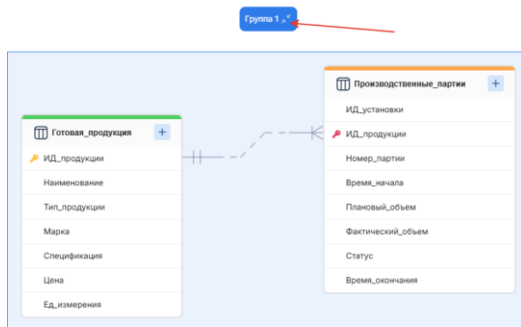 Группа 1
Готовая_продукция
+
ИД_продукции
Наименование
Тип_продукции
Марка
Спецификация
Цена
Ед_измерения
Производственные_партии
+
ИД_установки
ИД_продукции
Номер_партии
Время_начала
Плановый_объем
Фактический_объем
Статус
Время_окончания